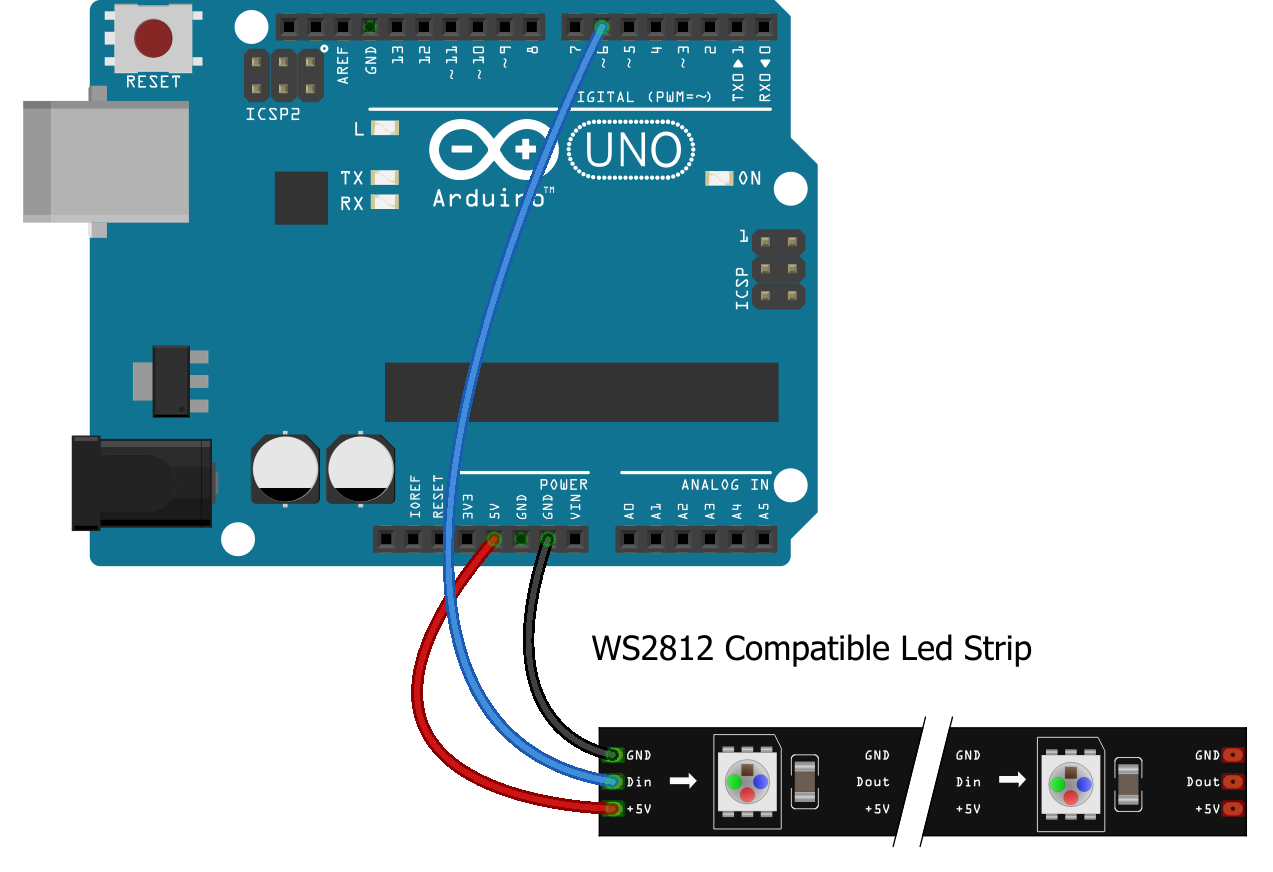 RESET
ICSP2
AREF
GND
13
12
~11
~10
~9
8
7
~6
~5
4
~3
2
TX0▶1
RX0◀0
IGITAL (PWM=~)
L
TX
RX
Arduino™
UNO
ON
1
ICSP
POWER
ANALOG IN
IOREF
RESET
3V3
5V
GND
GND
VIN
A0
A1
A2
A3
A4
A5
WS2812 Compatible Led Strip
GND
Din
+5V
GND
Dout
+5V
GND
Din
+5V
GND
Dout
+5V